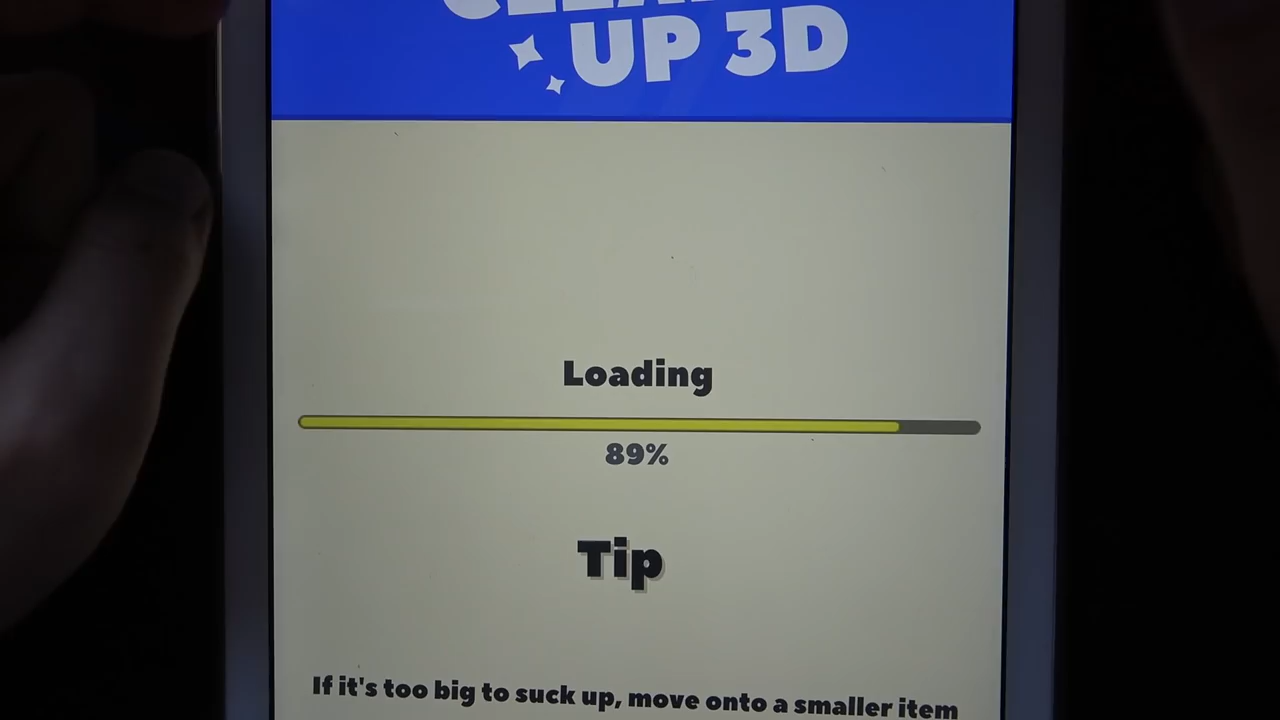 UP 3D
Loading
89%
Tip
If it's too big to suck up, move onto a smaller item